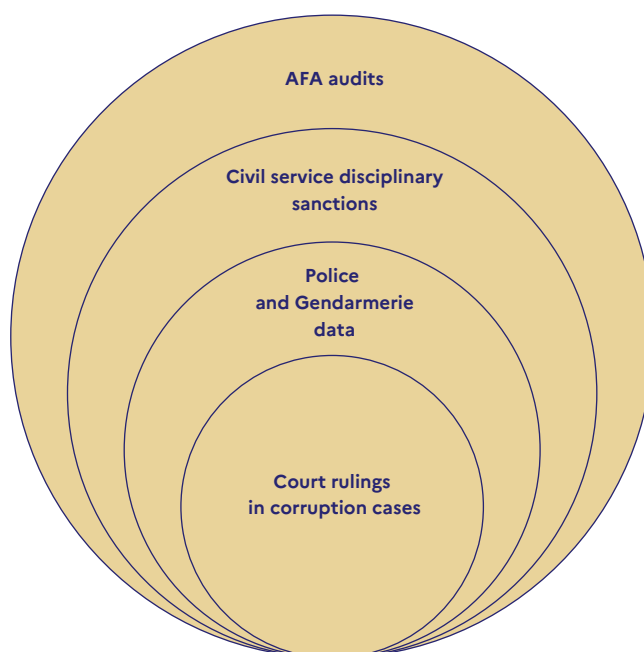 AFA audits
Civil service disciplinary
sanctions
Police
and Gendarmerie
data
Court rulings
in corruption cases